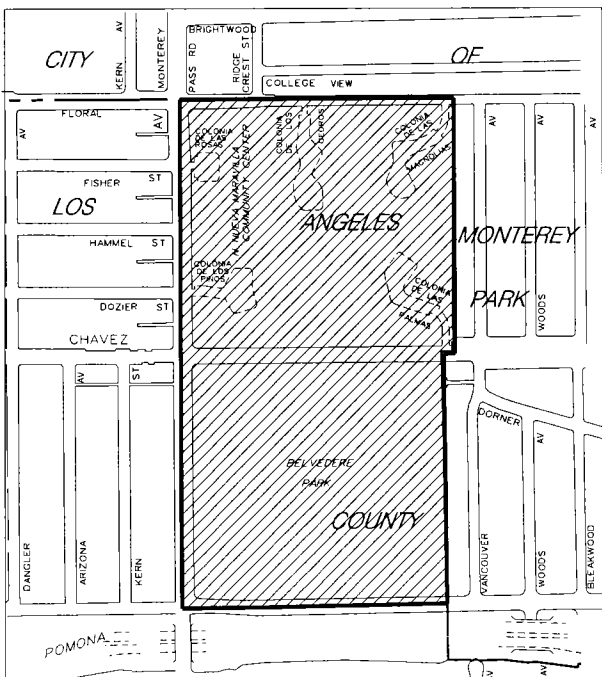 CITY
OF
KERN AV
MONTEREY
PASS RD
BRIGHTWOOD
RIDGE
CREST ST
COLLEGE VIEW
FLORAL
AV
AV
COLONIA
DE LAS
ROSAS
N. NUEVA MARAVILLA
COMMUNITY CENTER
COLONIA
DE LOS
CEDROS
COLONIA
DE LAS
MAGNOLIAS
AV
AV
AV
FISHER ST
LOS
ANGELES
MONTEREY
HAMMEL ST
COLONIA
DE LOS
PINOS
COLONIA
DE LAS
PALMAS
PARK
WOODS
DOZIER ST
CHAVEZ
AV
ST
DORNER
AV
BELVEDERE
PARK
COUNTY
DANGLER
ARIZONA
KERN
VANCOUVER
WOODS
BLEAKWOOD
POMONA
AV
AV